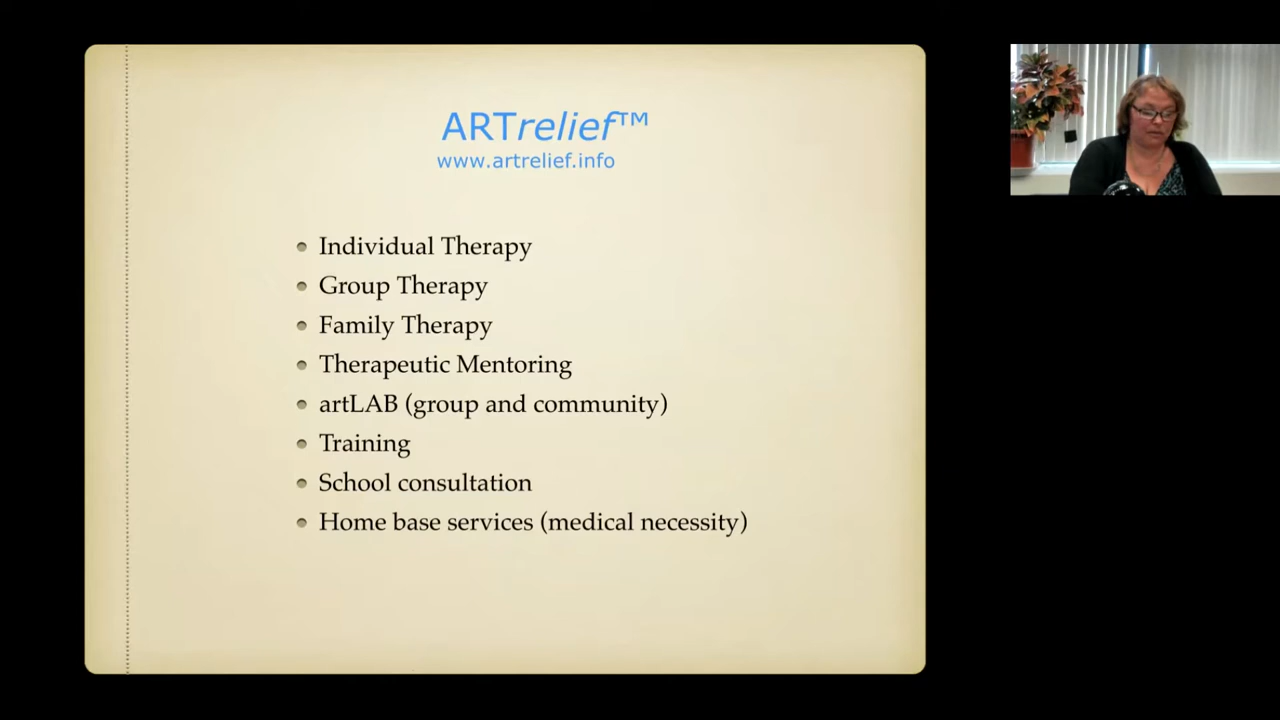 ARTrelief™
www.artrelief.info
Individual Therapy
Group Therapy
Family Therapy
Therapeutic Mentoring
artLAB (group and community)
Training
School consultation
Home base services (medical necessity)